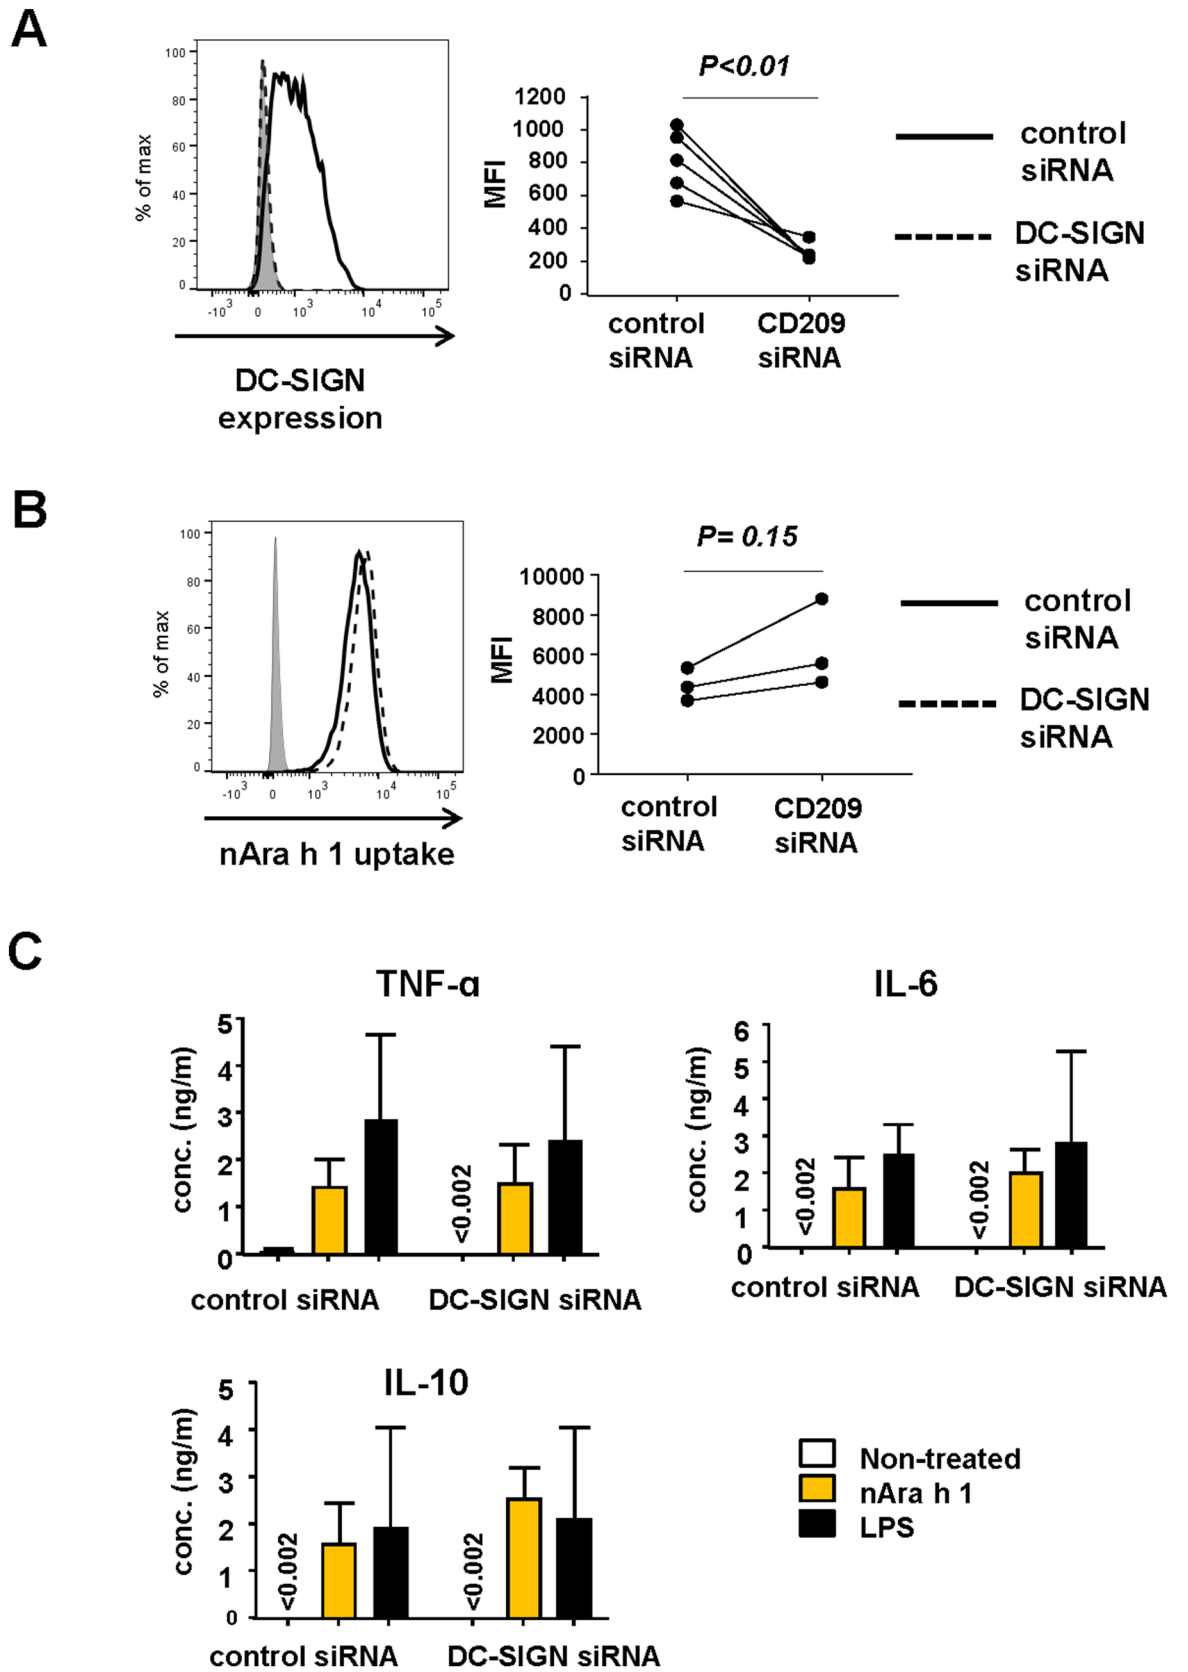 A
100
80
60
40
20
0
% of max
-10³ 0 10³ 10⁴ 10⁵
DC-SIGN
expression
P<0.01
1200
1000
800
600
400
200
0
MFI
control
siRNA
CD209
siRNA
control
siRNA
DC-SIGN
siRNA
B
100
80
60
40
20
0
% of max
-10³ 0 10³ 10⁴ 10⁵
nAra h 1 uptake
P= 0.15
10000
8000
6000
4000
2000
0
MFI
control
siRNA
CD209
siRNA
control
siRNA
DC-SIGN
siRNA
C
TNF-α
5
4
3
2
1
0
conc. (ng/m)
<0.002
control siRNA DC-SIGN siRNA
IL-6
6
5
4
3
2
1
0
conc. (ng/m)
<0.002
<0.002
control siRNA DC-SIGN siRNA
IL-10
5
4
3
2
1
0
conc. (ng/m)
<0.002
<0.002
control siRNA DC-SIGN siRNA
Non-treated
nAra h 1
LPS